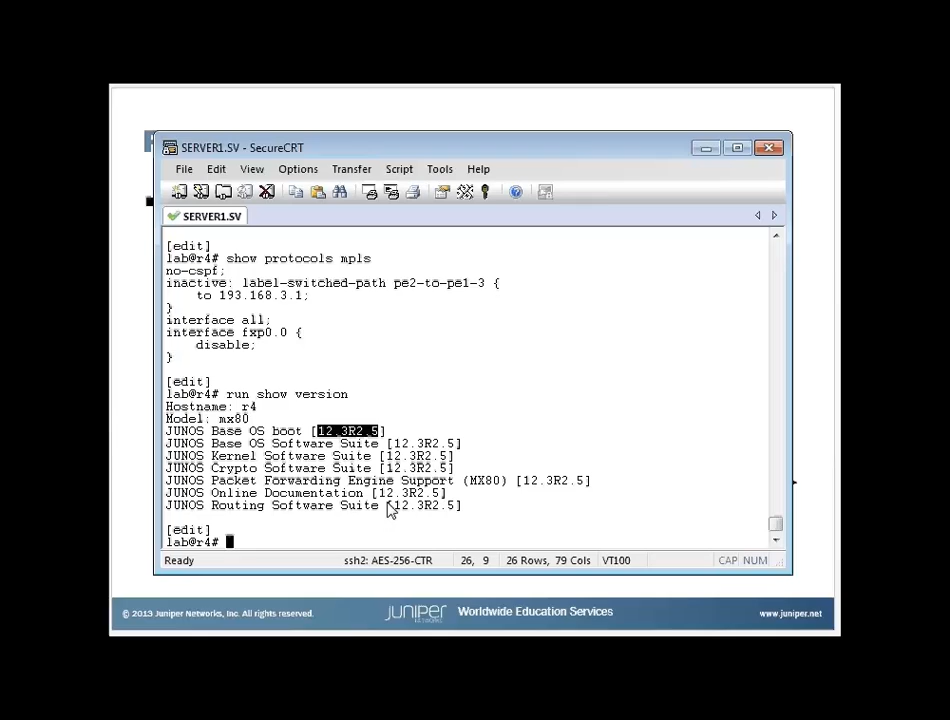 SERVER1.SV - SecureCRT
File Edit View Options Transfer Script Tools Help
SERVER1.SV
[edit]
lab@r4# show protocols mpls
no-cspf;
inactive: label-switched-path pe2-to-pe1-3 {
    to 193.168.3.1;
}
interface all;
interface fxp0.0 {
    disable;
}
[edit]
lab@r4# run show version
Hostname: r4
Model: mx80
JUNOS Base OS boot [12.3R2.5]
JUNOS Base OS Software Suite [12.3R2.5]
JUNOS Kernel Software Suite [12.3R2.5]
JUNOS Crypto Software Suite [12.3R2.5]
JUNOS Packet Forwarding Engine Support (MX80) [12.3R2.5]
JUNOS Online Documentation [12.3R2.5]
JUNOS Routing Software Suite [12.3R2.5]
[edit]
lab@r4#
Ready ssh2: AES-256-CTR 26, 9 26 Rows, 79 Cols VT100 CAP NUM
© 2013 Juniper Networks, Inc. All rights reserved. JUNIPER NETWORKS Worldwide Education Services www.juniper.net